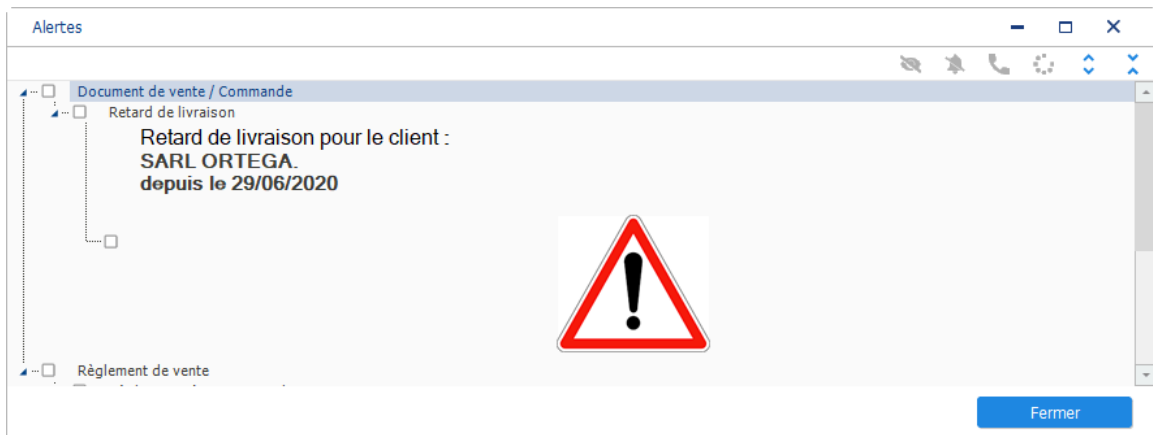 Alertes
Document de vente / Commande
Retard de livraison
Retard de livraison pour le client :
SARL ORTEGA.
depuis le 29/06/2020
Règlement de vente
Fermer